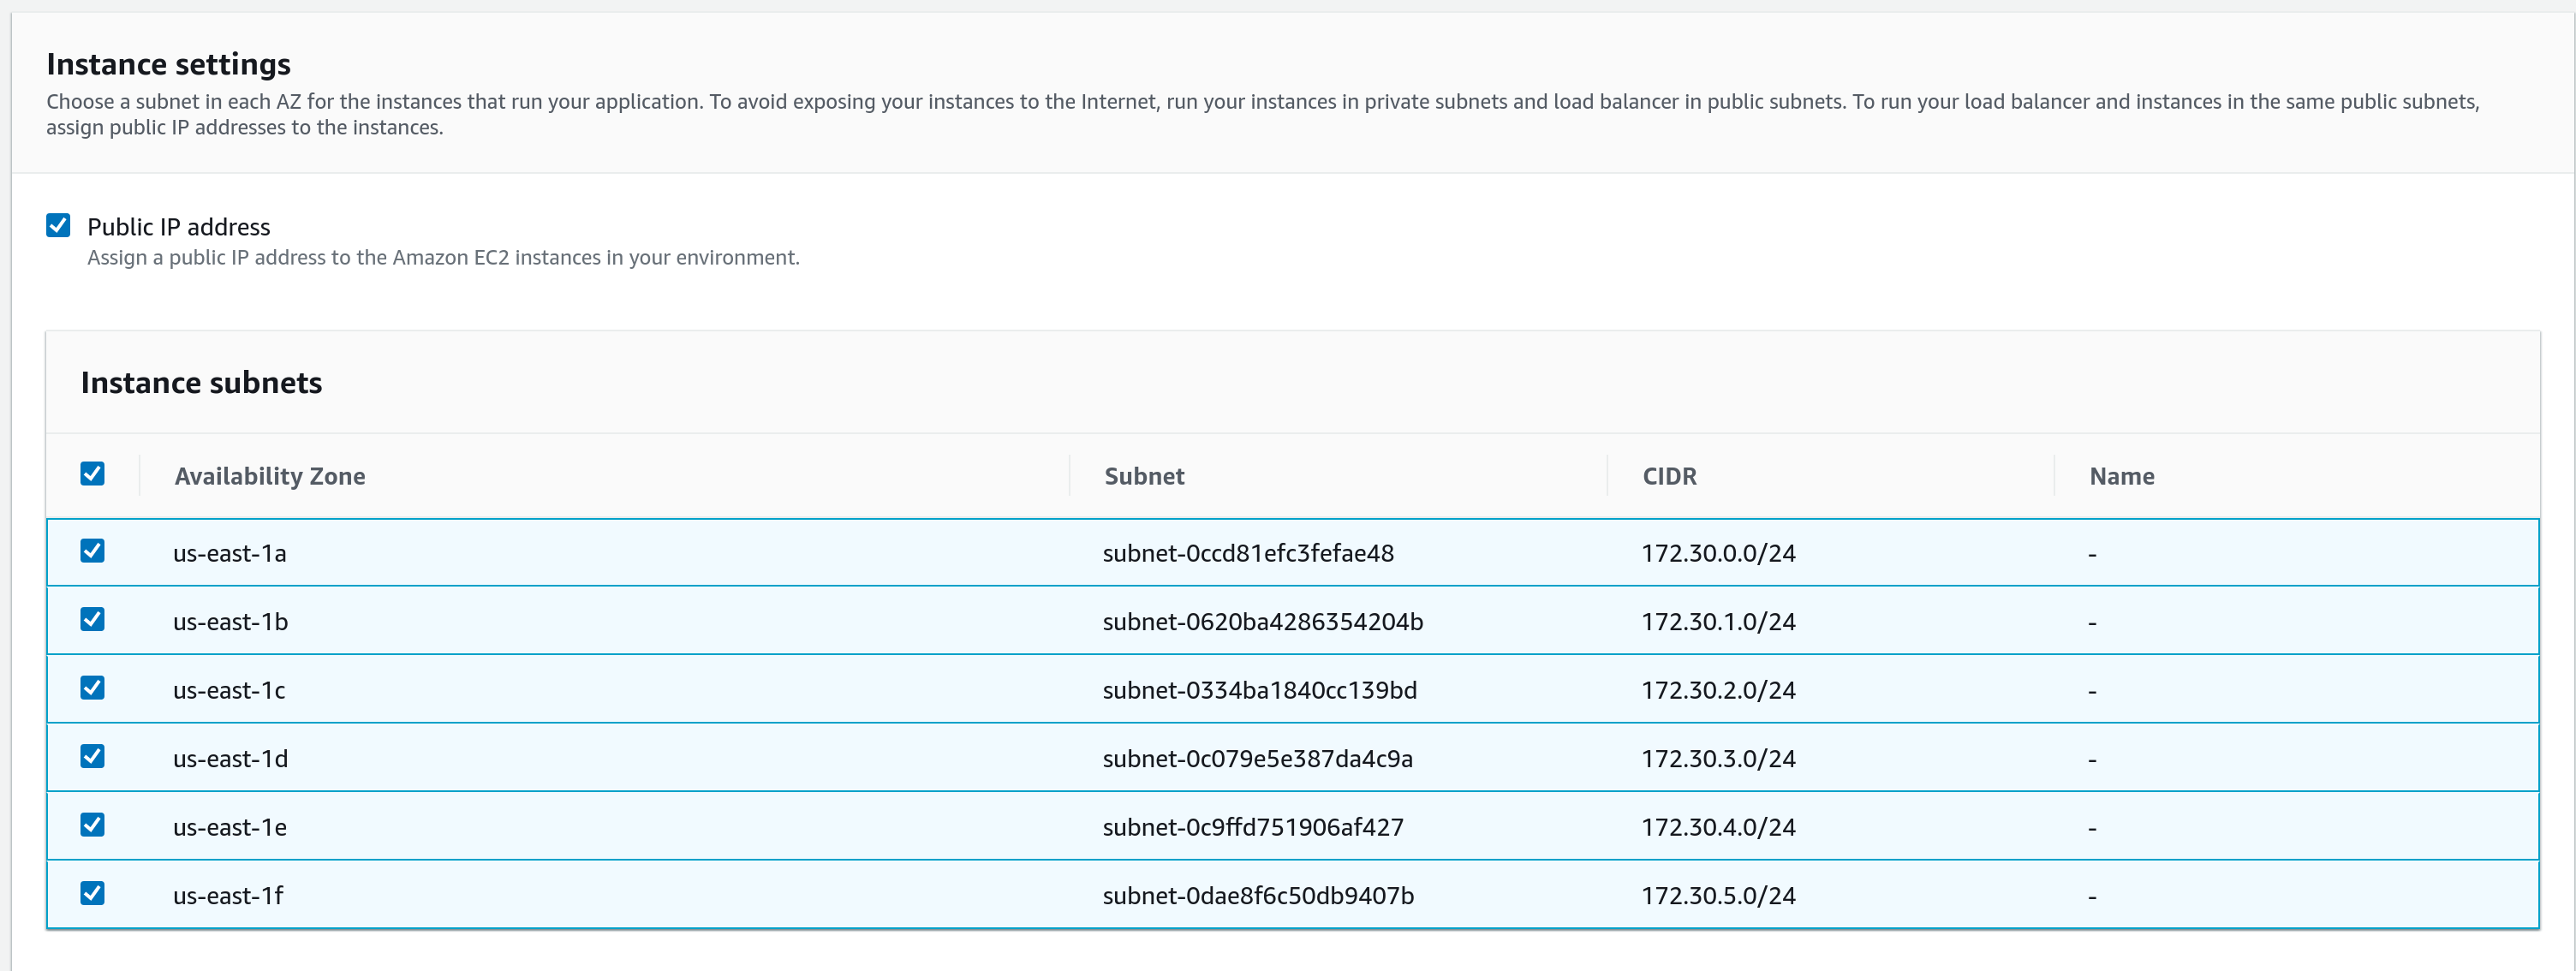 Instance settings
Choose a subnet in each AZ for the instances that run your application. To avoid exposing your instances to the Internet, run your instances in private subnets and load balancer in public subnets. To run your load balancer and instances in the same public subnets,
assign public IP addresses to the instances.
Public IP address
Assign a public IP address to the Amazon EC2 instances in your environment.
Instance subnets
Availability Zone Subnet CIDR Name
us-east-1a subnet-0ccd81efc3fefae48 172.30.0.0/24 -
us-east-1b subnet-0620ba4286354204b 172.30.1.0/24 -
us-east-1c subnet-0334ba1840cc139bd 172.30.2.0/24 -
us-east-1d subnet-0c079e5e387da4c9a 172.30.3.0/24 -
us-east-1e subnet-0c9ffd751906af427 172.30.4.0/24 -
us-east-1f subnet-0dae8f6c50db9407b 172.30.5.0/24 -